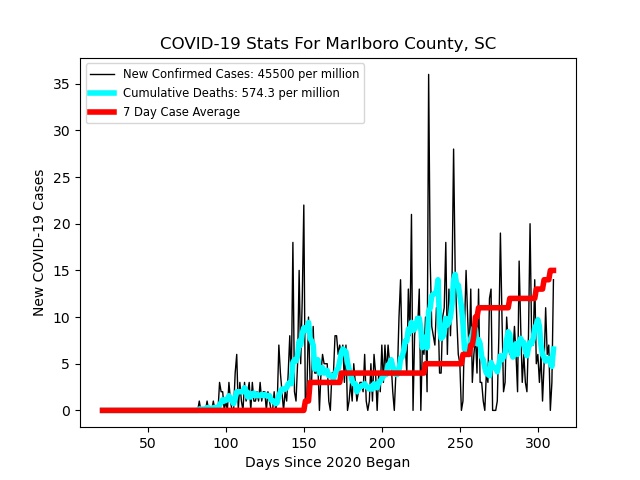 COVID-19 Stats For Marlboro County, SC
New Confirmed Cases: 45500 per million
Cumulative Deaths: 574.3 per million
7 Day Case Average
New COVID-19 Cases
35
30
25
20
15
10
5
0
50 100 150 200 250 300
Days Since 2020 Began